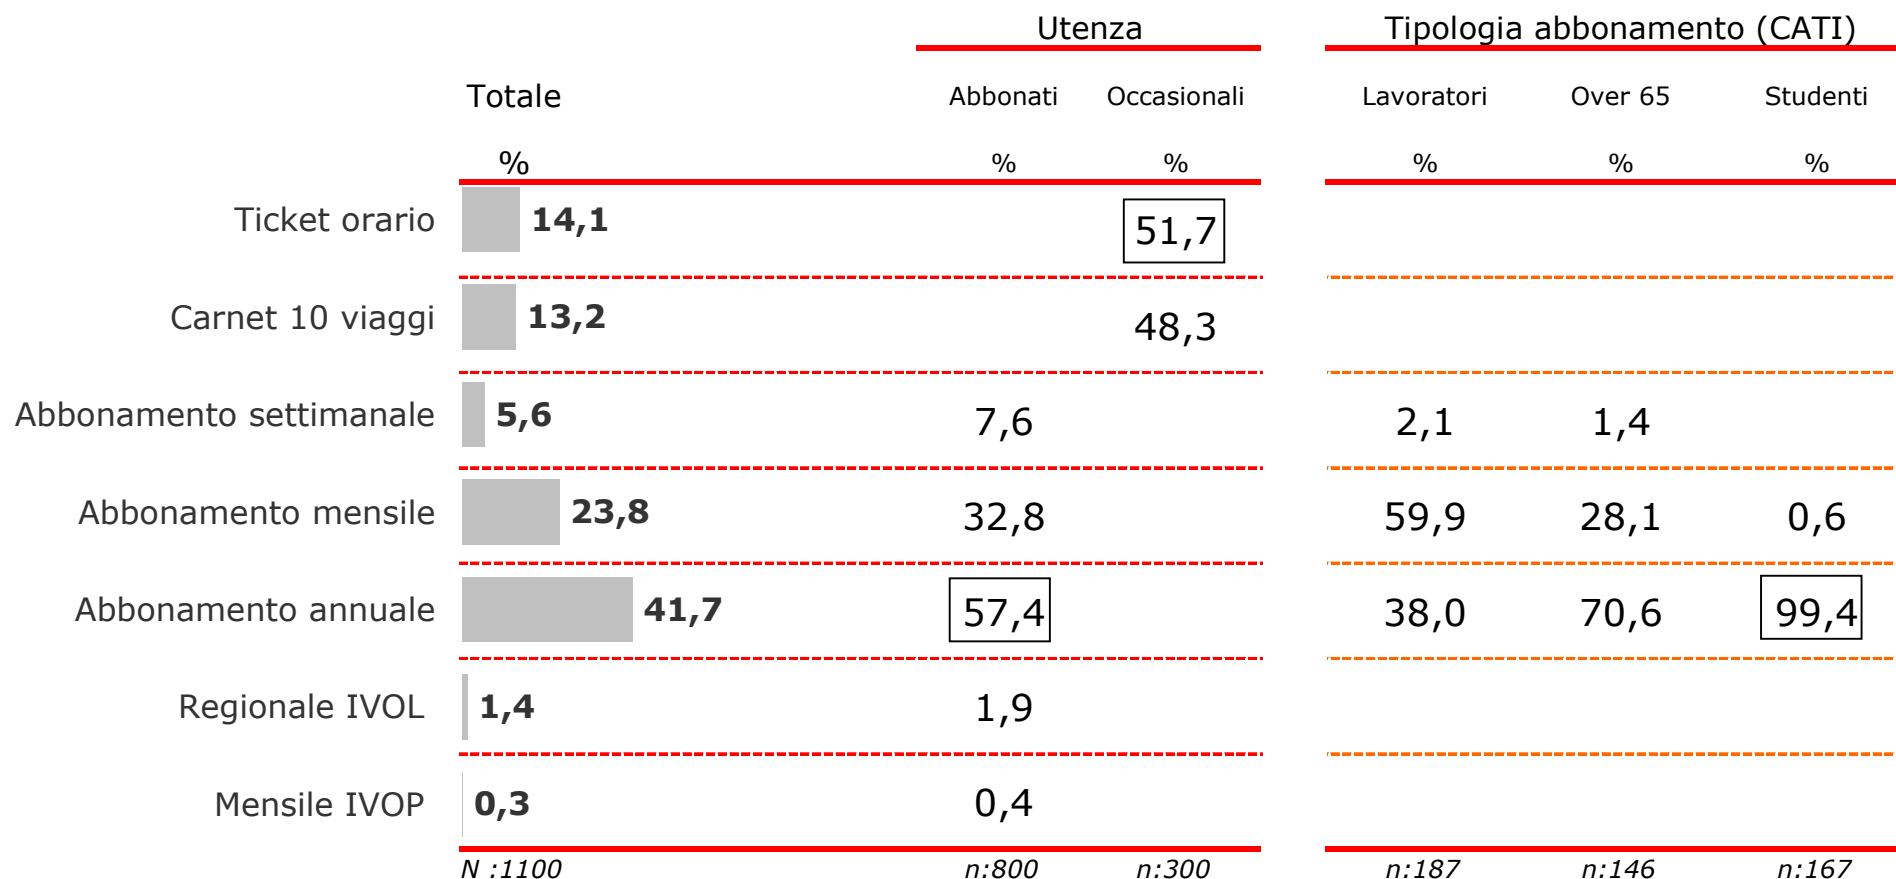 Utenza Tipologia abbonamento (CATI)
Totale Abbonati Occasionali Lavoratori Over 65 Studenti
% % % % % %
Ticket orario 14,1 51,7
Carnet 10 viaggi 13,2 48,3
Abbonamento settimanale 5,6 7,6 2,1 1,4
Abbonamento mensile 23,8 32,8 59,9 28,1 0,6
Abbonamento annuale 41,7 57,4 38,0 70,6 99,4
Regionale IVOL 1,4 1,9
Mensile IVOP 0,3 0,4
N :1100 n:800 n:300 n:187 n:146 n:167